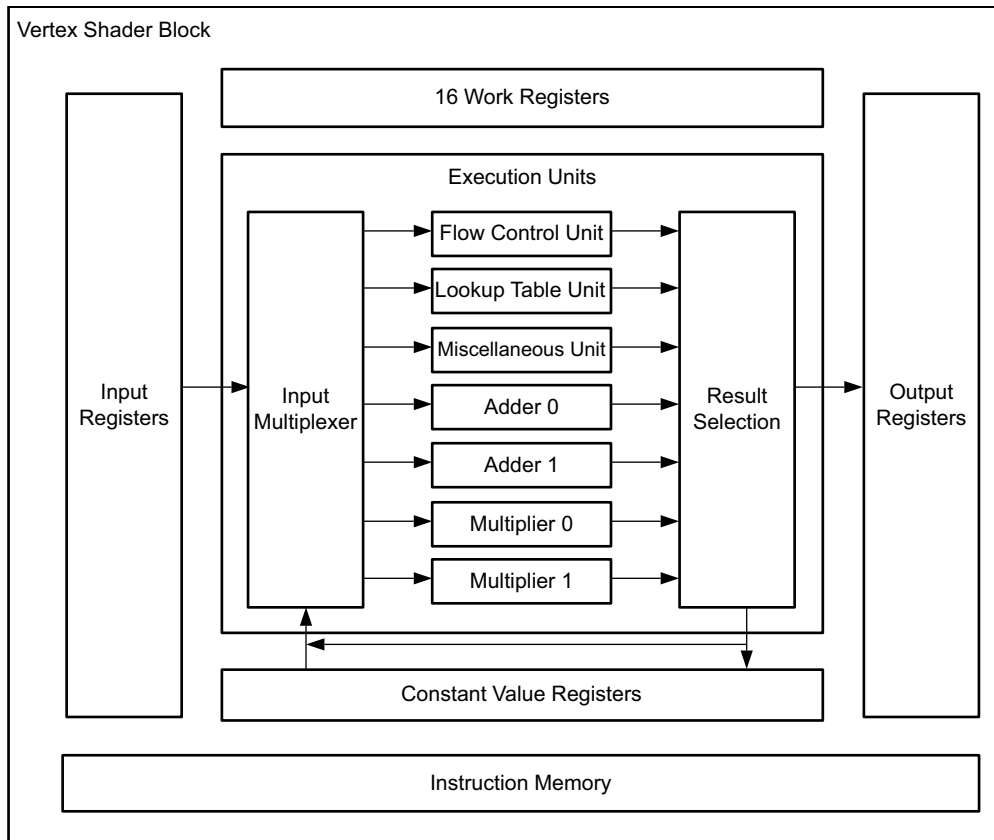 Vertex Shader Block
16 Work Registers
Execution Units
Input
Registers
Input
Multiplexer
Flow Control Unit
Lookup Table Unit
Miscellaneous Unit
Adder 0
Adder 1
Multiplier 0
Multiplier 1
Result
Selection
Output
Registers
Constant Value Registers
Instruction Memory